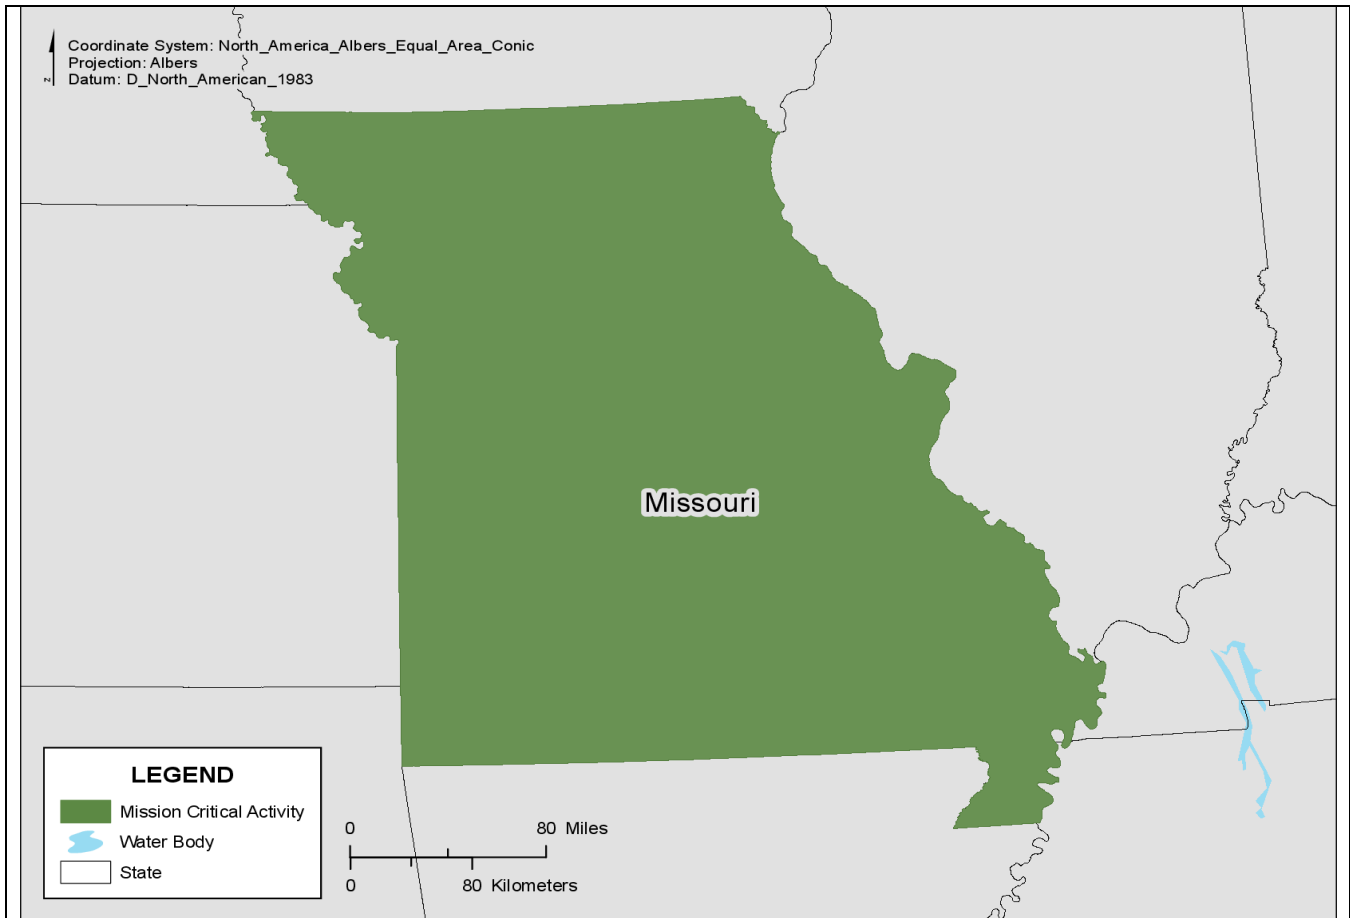 Coordinate System: North_America_Albers_Equal_Area_Conic
Projection: Albers
Datum: D_North_American_1983
N
Missouri
LEGEND
Mission Critical Activity
Water Body
State
0 80 Miles
0 80 Kilometers